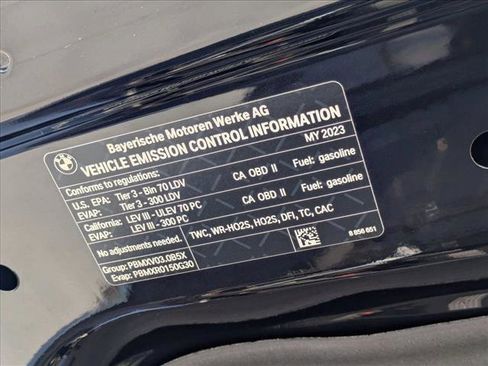 BMW
Bayerische Motoren Werke AG
VEHICLE EMISSION CONTROL INFORMATION
Conforms to regulations: MY 2023
U.S. EPA: Tier 3 - Bin 70 LDV CA OBD II Fuel: gasoline
EVAP: Tier 3 - 300 LDV
California: LEV III - ULEV 70 PC CA OBD II Fuel: gasoline
EVAP: LEV III - 300 PC
No adjustments needed. TWC, WR-HO2S, HO2S, DFI, TC, CAC
Group: PBMXV03.0B5X
Evap: PBMXR0150G30